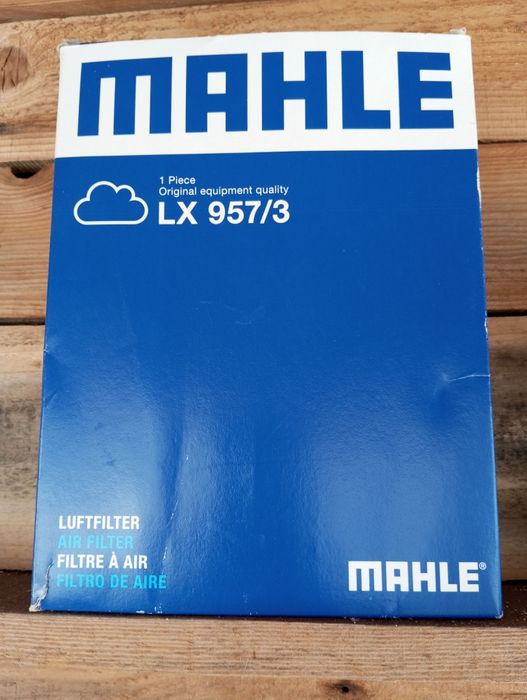 MAHLE
1 Piece
Original equipment quality
LX 957/3
LUFTFILTER
AIR FILTER
FILTRE À AIR
FILTRO DE AIRE
MAHLE®